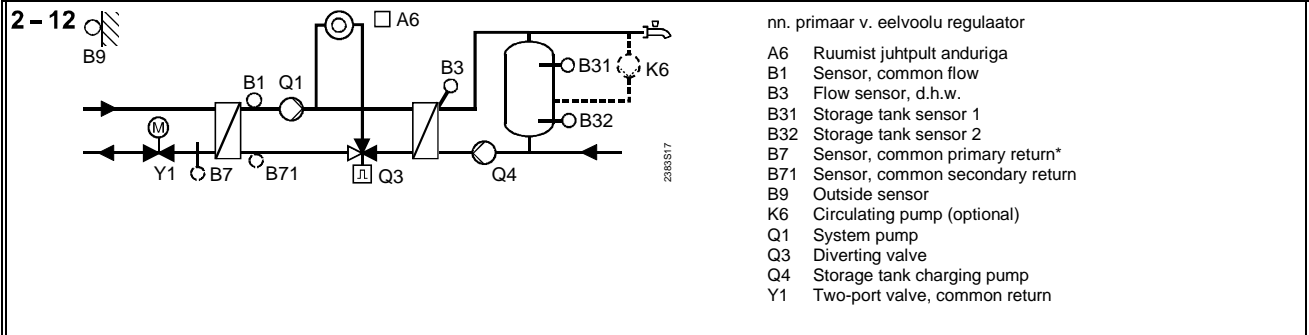 2–12
B9
A6
B1
Q1
B3
B31
K6
B32
M
Y1
B7
B71
Q3
Q4
2383S17
nn. primaar v. eelvoolu regulaator
A6 Ruumist juhtpult anduriga
B1 Sensor, common flow
B3 Flow sensor, d.h.w.
B31 Storage tank sensor 1
B32 Storage tank sensor 2
B7 Sensor, common primary return*
B71 Sensor, common secondary return
B9 Outside sensor
K6 Circulating pump (optional)
Q1 System pump
Q3 Diverting valve
Q4 Storage tank charging pump
Y1 Two-port valve, common return